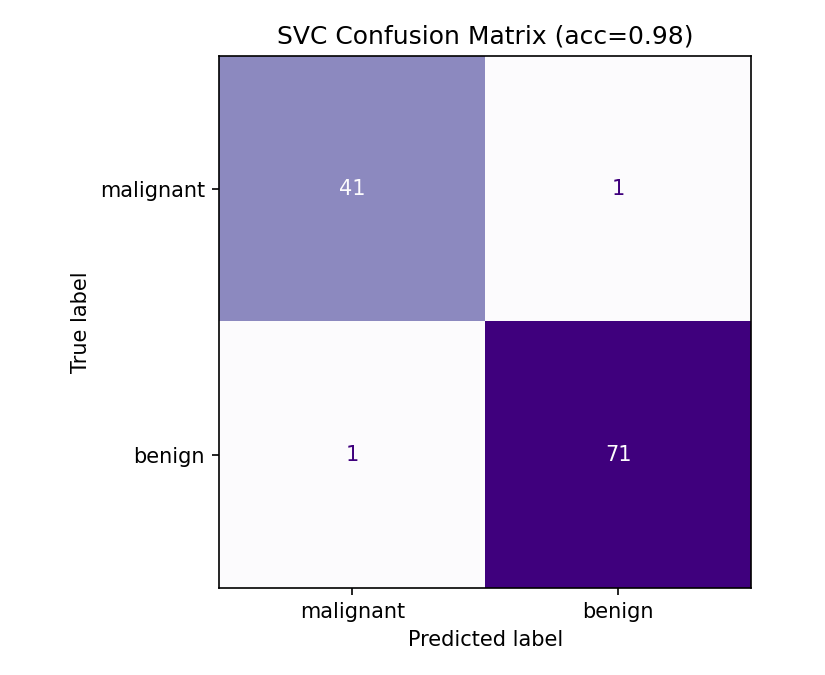 SVC Confusion Matrix (acc=0.98)
malignant
41
1
True label
benign
1
71
malignant
benign
Predicted label